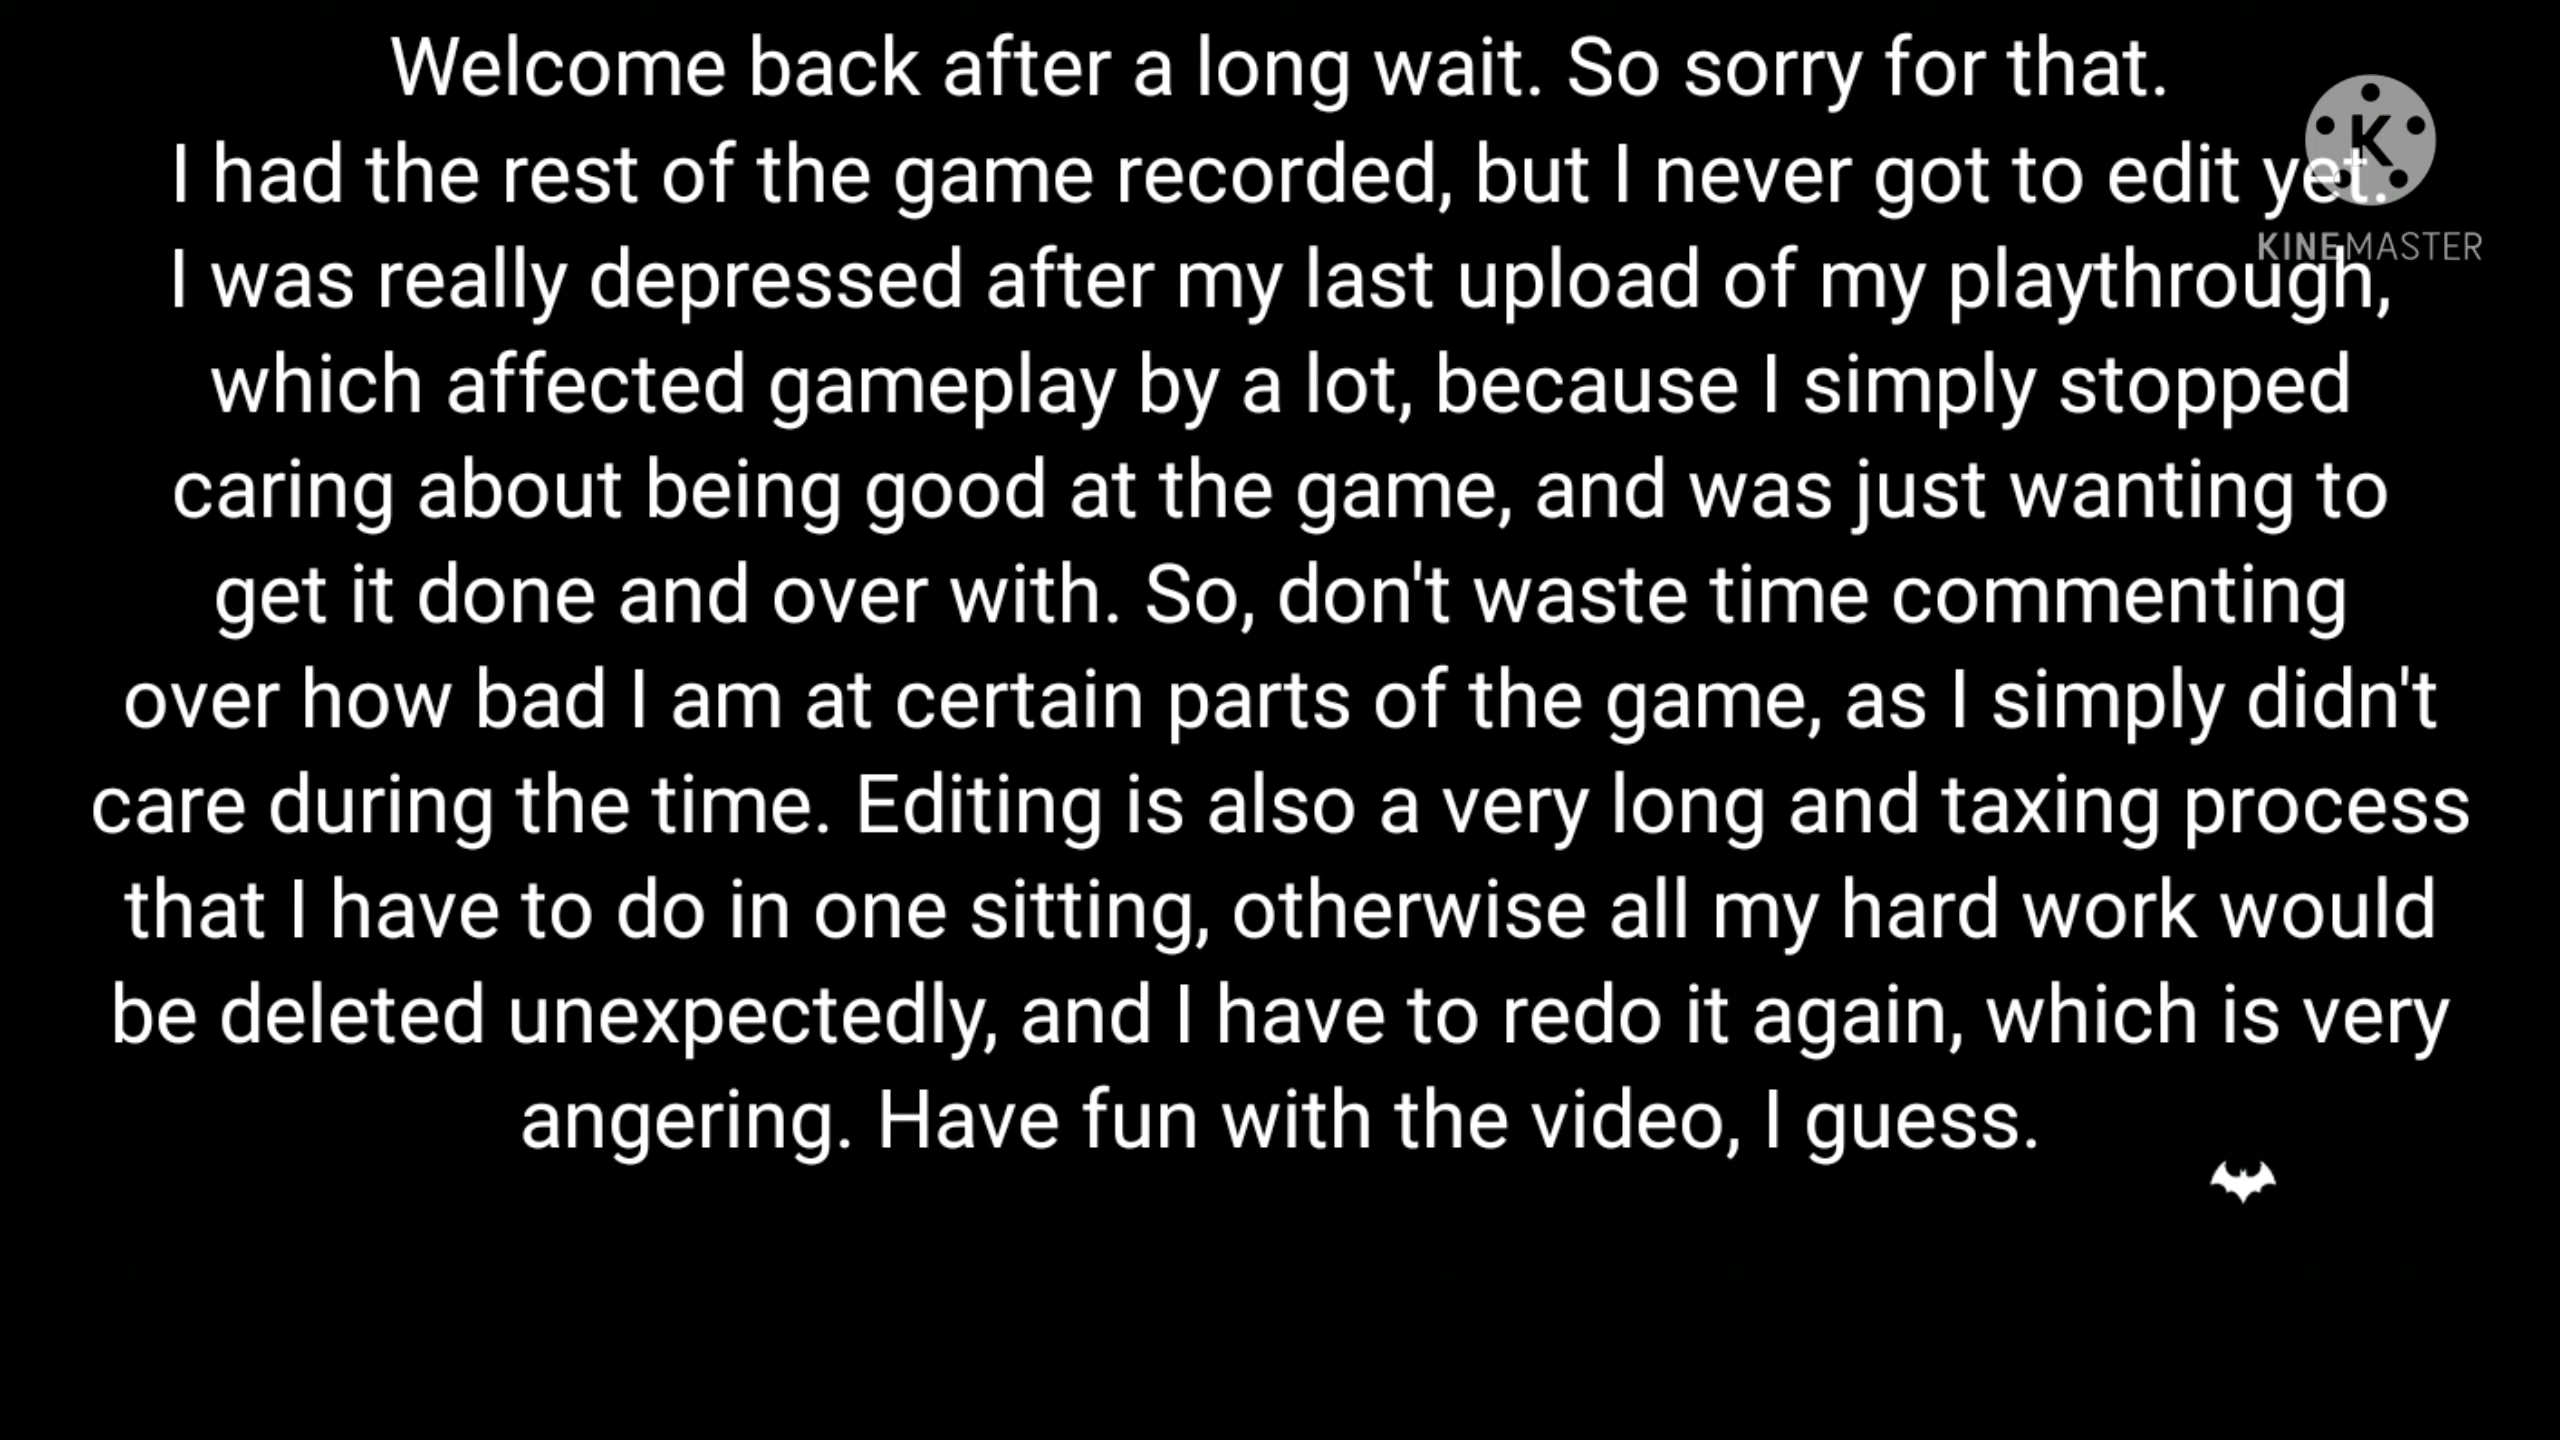 Welcome back after a long wait. So sorry for that.
I had the rest of the game recorded, but I never got to edit yet.
I was really depressed after my last upload of my playthrough,
which affected gameplay by a lot, because I simply stopped
caring about being good at the game, and was just wanting to
get it done and over with. So, don't waste time commenting
over how bad I am at certain parts of the game, as I simply didn't
care during the time. Editing is also a very long and taxing process
that I have to do in one sitting, otherwise all my hard work would
be deleted unexpectedly, and I have to redo it again, which is very
angering. Have fun with the video, I guess.
K
KINEMASTER